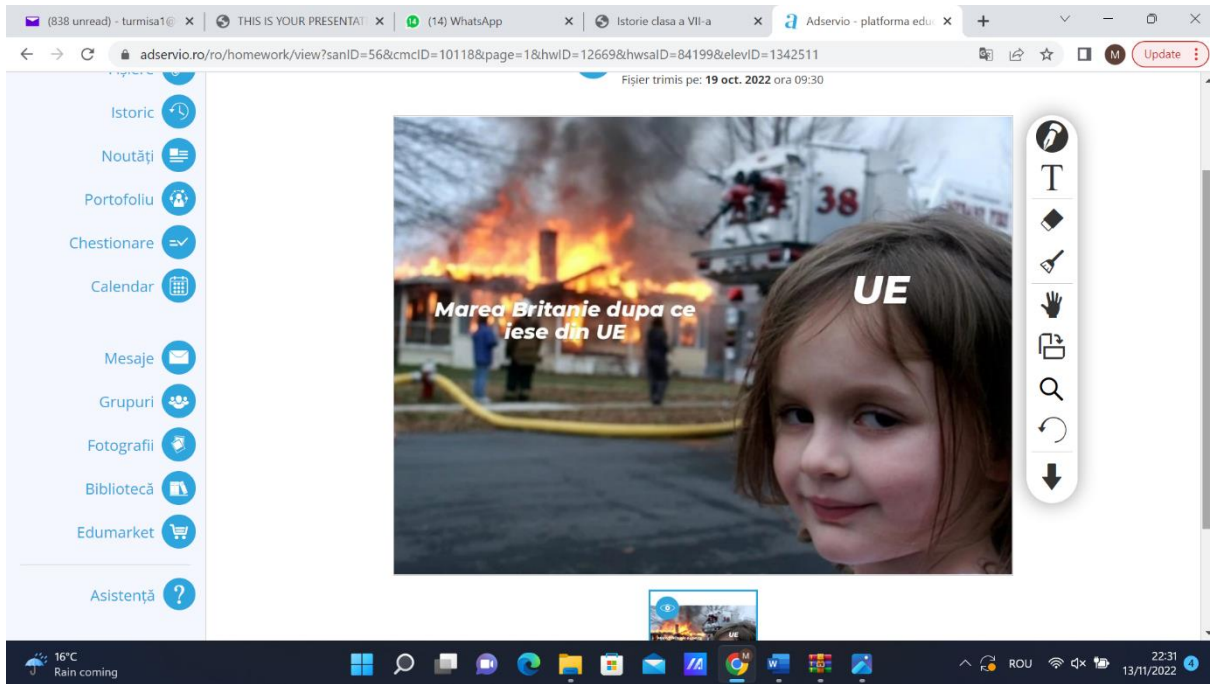 (838 unread) - turmisa1@
THIS IS YOUR PRESENTAT
(14) WhatsApp
Istorie clasa a VII-a
Adservio - platforma edu
adservio.ro/ro/homework/view?sanID=56&cmcID=10118&page=1&hwID=12669&hwsaID=84199&elevID=1342511
M
Update
Fișier trimis pe: 19 oct. 2022 ora 09:30
Istoric
Noutăți
Portofoliu
Chestionare
Calendar
Mesaje
Grupuri
Fotografii
Bibliotecă
Edumarket
Asistență
38
UE
Marea Britanie dupa ce
iese din UE
T
16°C
Rain coming
ROU
22:31
13/11/2022
4